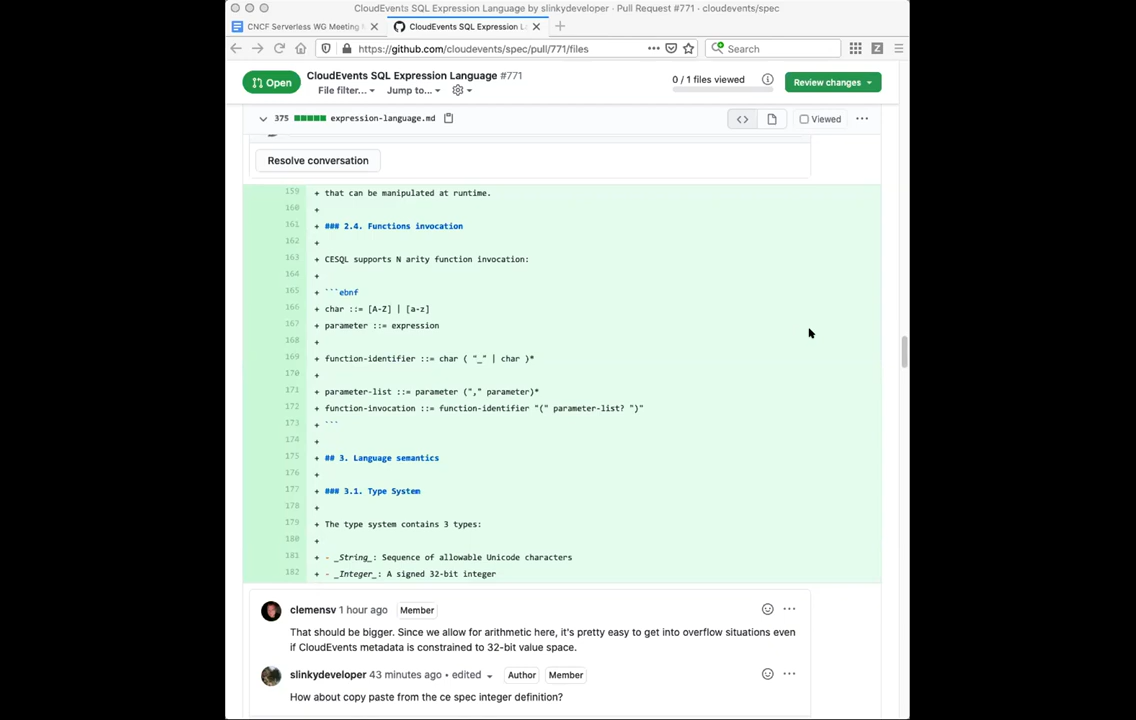 CloudEvents SQL Expression Language by slinkydeveloper · Pull Request #771 · cloudevents/spec
CNCF Serverless WG Meeting
CloudEvents SQL Expression L
https://github.com/cloudevents/spec/pull/771/files
Search
Open
CloudEvents SQL Expression Language #771
File filter... Jump to...
0 / 1 files viewed
Review changes
375 expression-language.md
Viewed
Resolve conversation
159 + that can be manipulated at runtime.
160 +
161 + ### 2.4. Functions invocation
162 +
163 + CESQL supports N arity function invocation:
164 +
165 + ```ebnf
166 + char ::= [A-Z] | [a-z]
167 + parameter ::= expression
168 +
169 + function-identifier ::= char ( "_" | char )*
170 +
171 + parameter-list ::= parameter ("," parameter)*
172 + function-invocation ::= function-identifier "(" parameter-list? ")"
173 + ```
174 +
175 + ## 3. Language semantics
176 +
177 + ### 3.1. Type System
178 +
179 + The type system contains 3 types:
180 +
181 + - _String_: Sequence of allowable Unicode characters
182 + - _Integer_: A signed 32-bit integer
clemensv 1 hour ago Member
That should be bigger. Since we allow for arithmetic here, it's pretty easy to get into overflow situations even
if CloudEvents metadata is constrained to 32-bit value space.
slinkydeveloper 43 minutes ago • edited Author Member
How about copy paste from the ce spec integer definition?